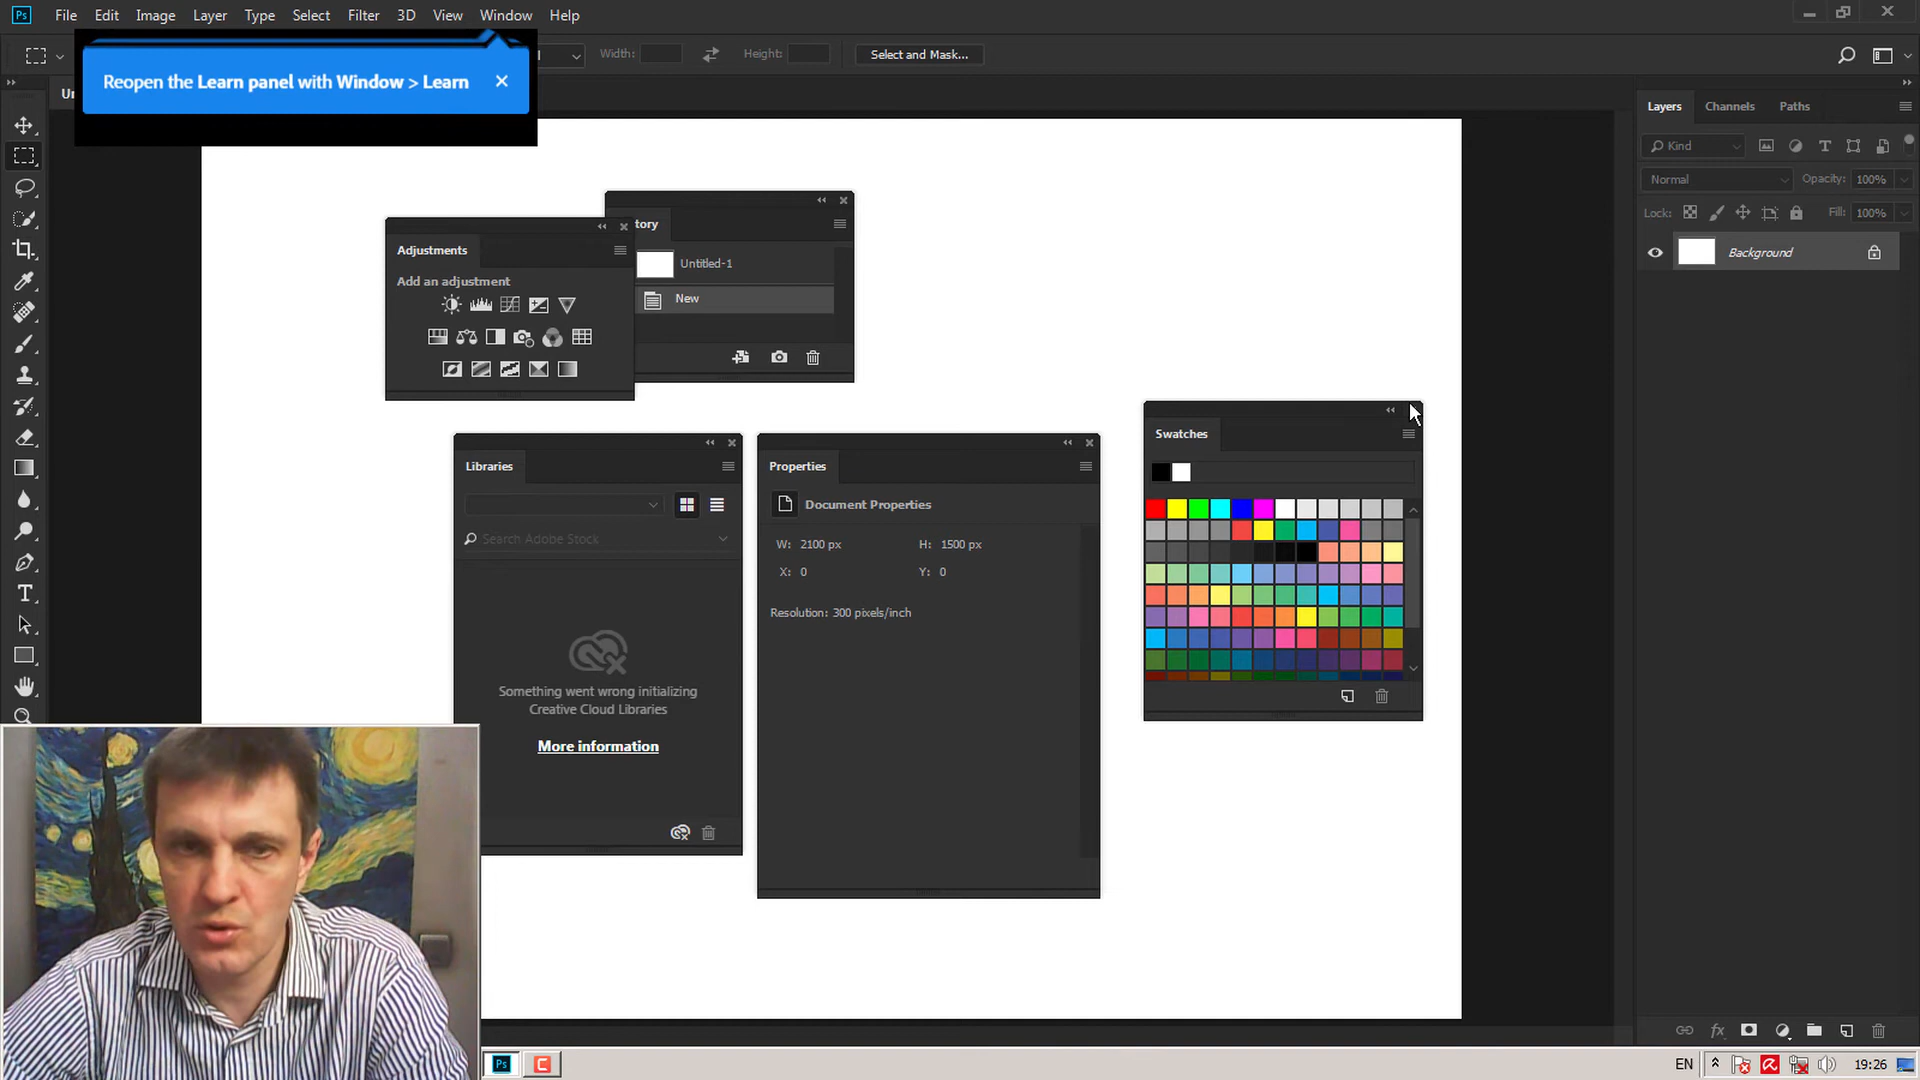 Ps File Edit Image Layer Type Select Filter 3D View Window Help
Width: Height: Select and Mask...
Reopen the Learn panel with Window > Learn
Layers Channels Paths
Kind
Normal Opacity: 100%
Lock: Fill: 100%
Background
tory
Untitled-1
New
Adjustments
Add an adjustment
Libraries
Search Adobe Stock
Something went wrong initializing
Creative Cloud Libraries
More information
Properties
Document Properties
W: 2100 px H: 1500 px
X: 0 Y: 0
Resolution: 300 pixels/inch
Swatches
fx
Ps
EN 19:26